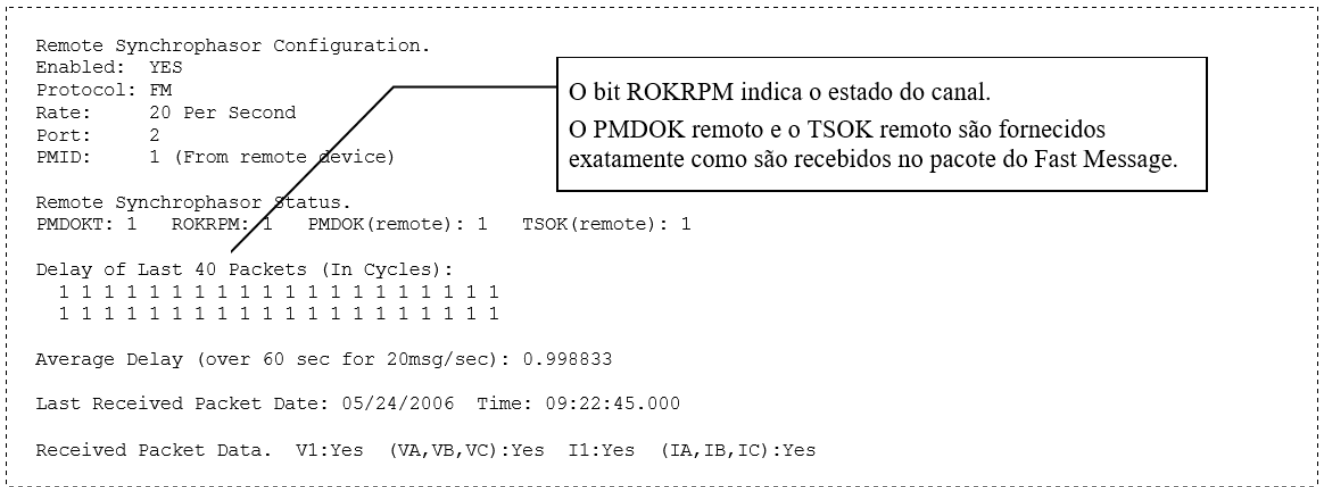 Remote Synchrophasor Configuration.
Enabled: YES
Protocol: FM
Rate: 20 Per Second
Port: 2
PMID: 1 (From remote device)
O bit ROKRPM indica o estado do canal.
O PMDOK remoto e o TSOK remoto são fornecidos
exatamente como são recebidos no pacote do Fast Message.
Remote Synchrophasor Status.
PMDOKT: 1 ROKRPM: 1 PMDOK(remote): 1 TSOK(remote): 1
Delay of Last 40 Packets (In Cycles):
1 1 1 1 1 1 1 1 1 1 1 1 1 1 1 1 1 1 1 1
1 1 1 1 1 1 1 1 1 1 1 1 1 1 1 1 1 1 1 1
Average Delay (over 60 sec for 20msg/sec): 0.998833
Last Received Packet Date: 05/24/2006 Time: 09:22:45.000
Received Packet Data. V1:Yes (VA,VB,VC):Yes I1:Yes (IA,IB,IC):Yes